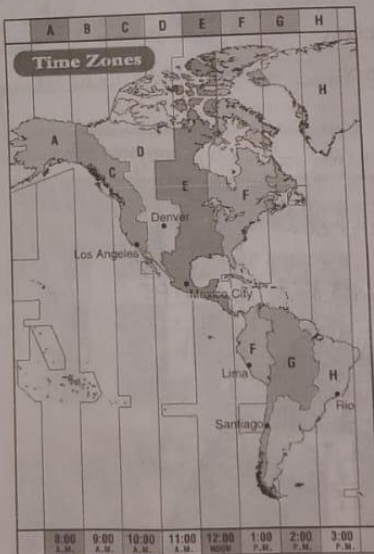 A B C D E F G H
Time Zones
H
A
D
C
E
F
Denver
Los Angeles
Mexico City
F
G
Lima
H
Rio
Santiago
8:00 9:00 10:00 11:00 12:00 1:00 2:00 3:00
A.M. A.M. A.M. A.M. NOON P.M. P.M. P.M.